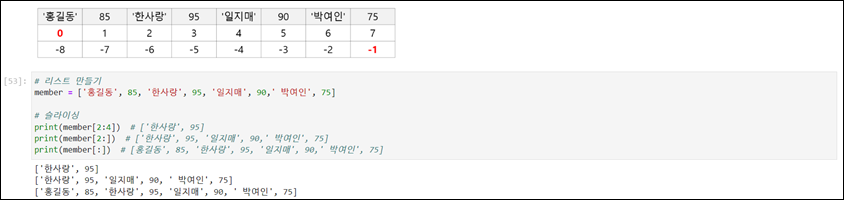 '홍길동' 85 '한사랑' 95 '일지매' 90 '박여인' 75
0 1 2 3 4 5 6 7
-8 -7 -6 -5 -4 -3 -2 -1
[53]: # 리스트 만들기
member = ['홍길동', 85, '한사랑', 95, '일지매', 90,' 박여인', 75]
# 슬라이싱
print(member[2:4]) # ['한사랑', 95]
print(member[2:]) # ['한사랑', 95, '일지매', 90,' 박여인', 75]
print(member[:]) # [홍길동', 85, '한사랑', 95, '일지매', 90,' 박여인', 75]
['한사랑', 95]
['한사랑', 95, '일지매', 90, ' 박여인', 75]
['홍길동', 85, '한사랑', 95, '일지매', 90, ' 박여인', 75]